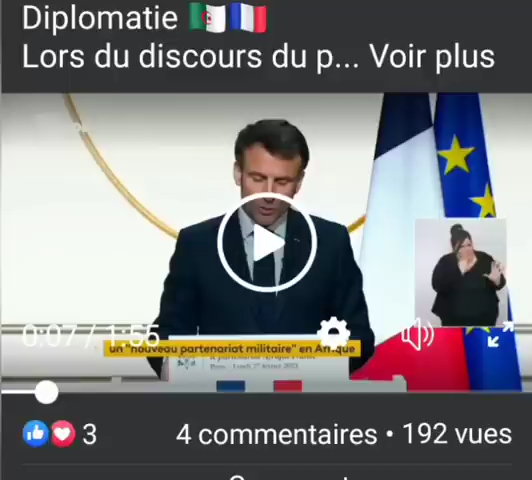 Diplomatie 🇩🇿🇫🇷
Lors du discours du p... Voir plus
0:07 / 1:56
un "nouveau partenariat militaire" en Afrique
3
4 commentaires • 192 vues